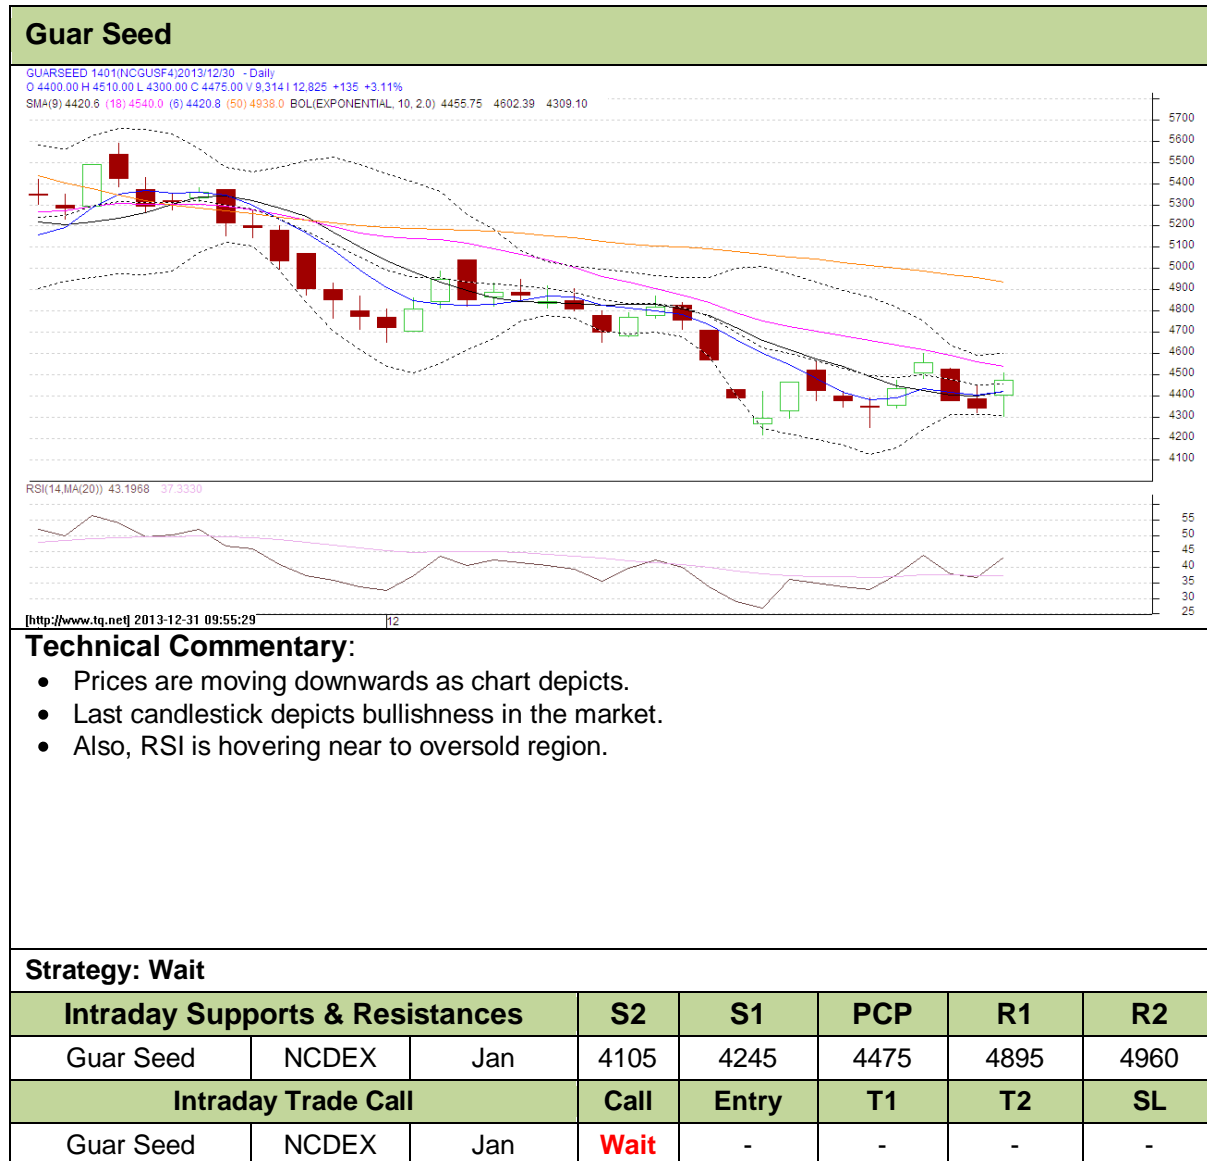 Guar Seed
GUARSEED 1401(NCGUSF4)2013/12/30 - Daily
O 4400.00 H 4510.00 L 4300.00 C 4475.00 V 9,314 I 12,825 +135 +3.11%
SMA(9) 4420.6 (18) 4540.0 (6) 4420.8 (50) 4938.0 BOL(EXPONENTIAL, 10, 2.0) 4455.75 4602.39 4309.10
5700
5600
5500
5400
5300
5200
5100
5000
4900
4800
4700
4600
4500
4400
4300
4200
4100
RSI(14,MA(20)) 43.1968 37.3330
55
50
45
40
35
30
25
[http://www.tq.net] 2013-12-31 09:55:29 12
Technical Commentary:
• Prices are moving downwards as chart depicts.
• Last candlestick depicts bullishness in the market.
• Also, RSI is hovering near to oversold region.
Strategy: Wait
Intraday Supports & Resistances S2 S1 PCP R1 R2
Guar Seed NCDEX Jan 4105 4245 4475 4895 4960
Intraday Trade Call Call Entry T1 T2 SL
Guar Seed NCDEX Jan Wait - - - -